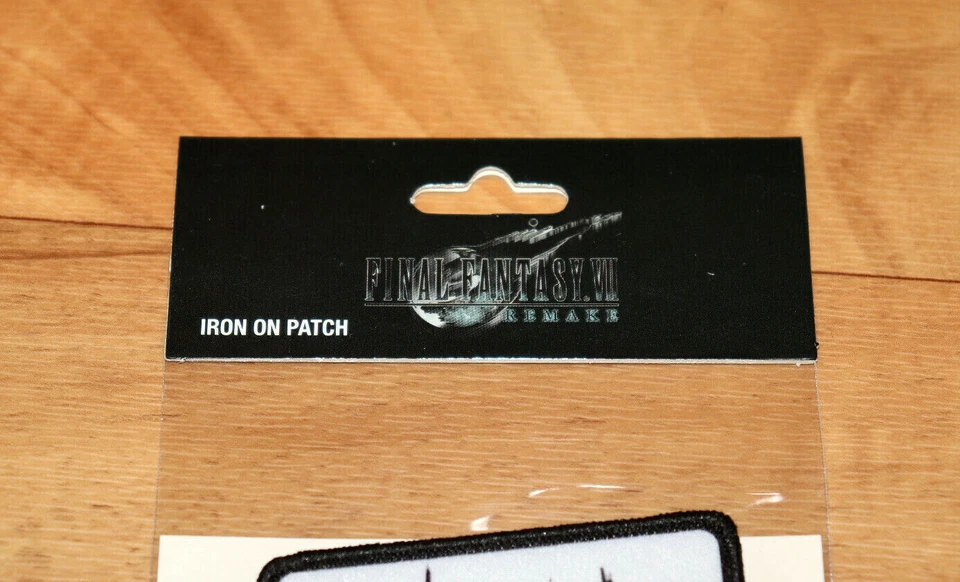 FINAL FANTASY.VII
REMAKE
IRON ON PATCH